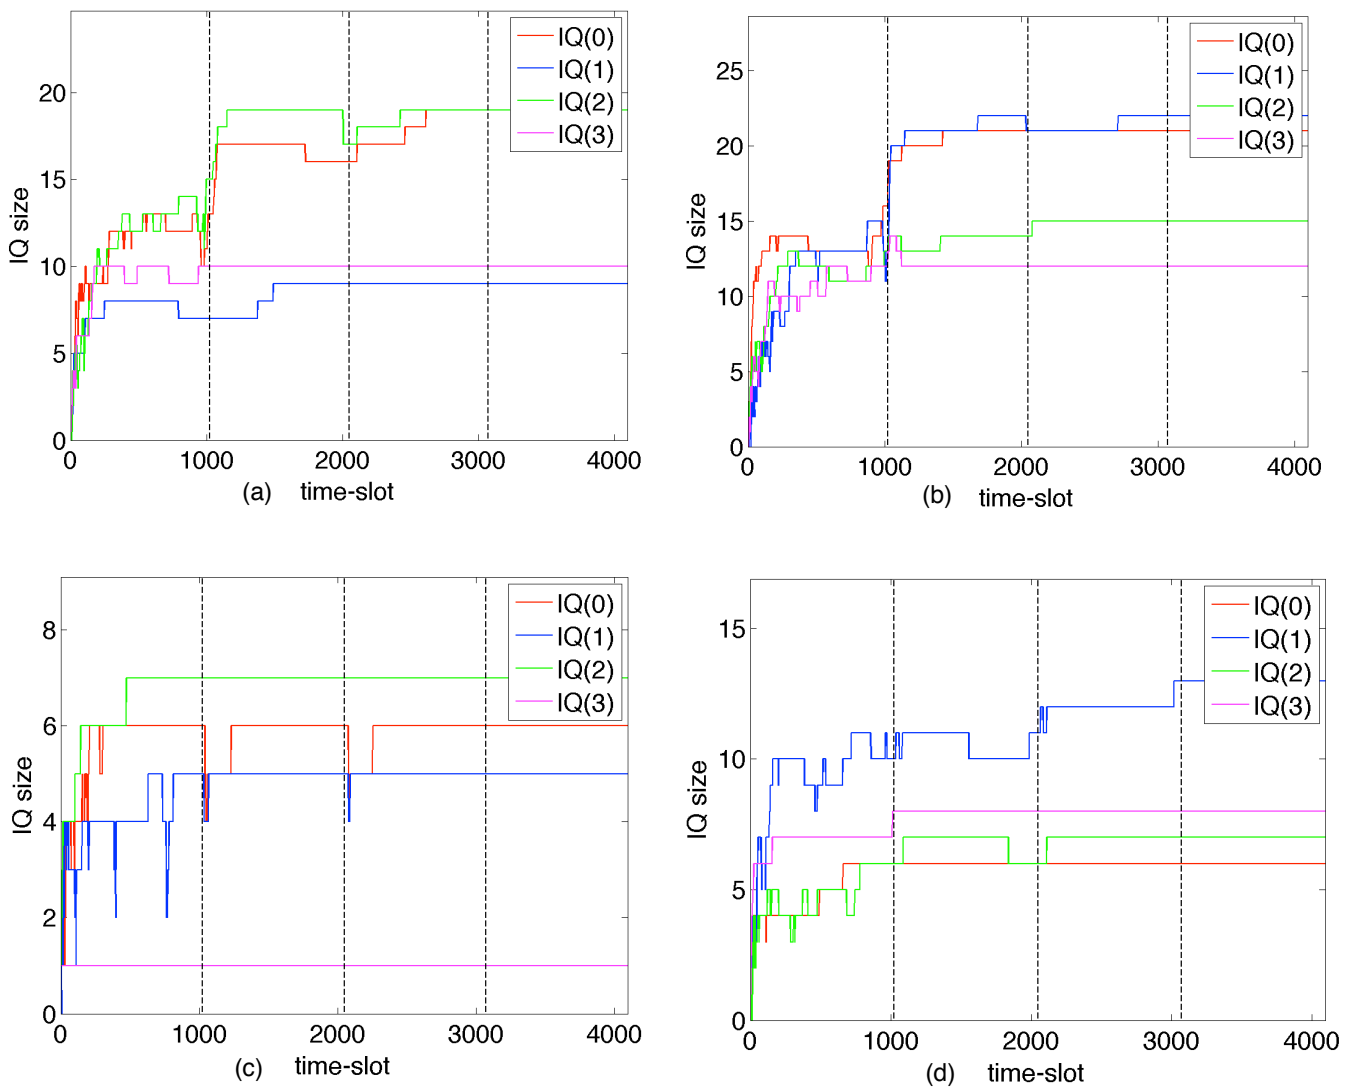 IQ(0)
IQ(1)
IQ(2)
IQ(3)
20
15
10
5
0
IQ size
0 1000 2000 3000 4000
(a) time-slot
IQ(0)
IQ(1)
IQ(2)
IQ(3)
25
20
15
10
5
0
IQ size
0 1000 2000 3000 4000
(b) time-slot
IQ(0)
IQ(1)
IQ(2)
IQ(3)
8
6
4
2
0
IQ size
0 1000 2000 3000 4000
(c) time-slot
IQ(0)
IQ(1)
IQ(2)
IQ(3)
15
10
5
0
IQ size
0 1000 2000 3000 4000
(d) time-slot